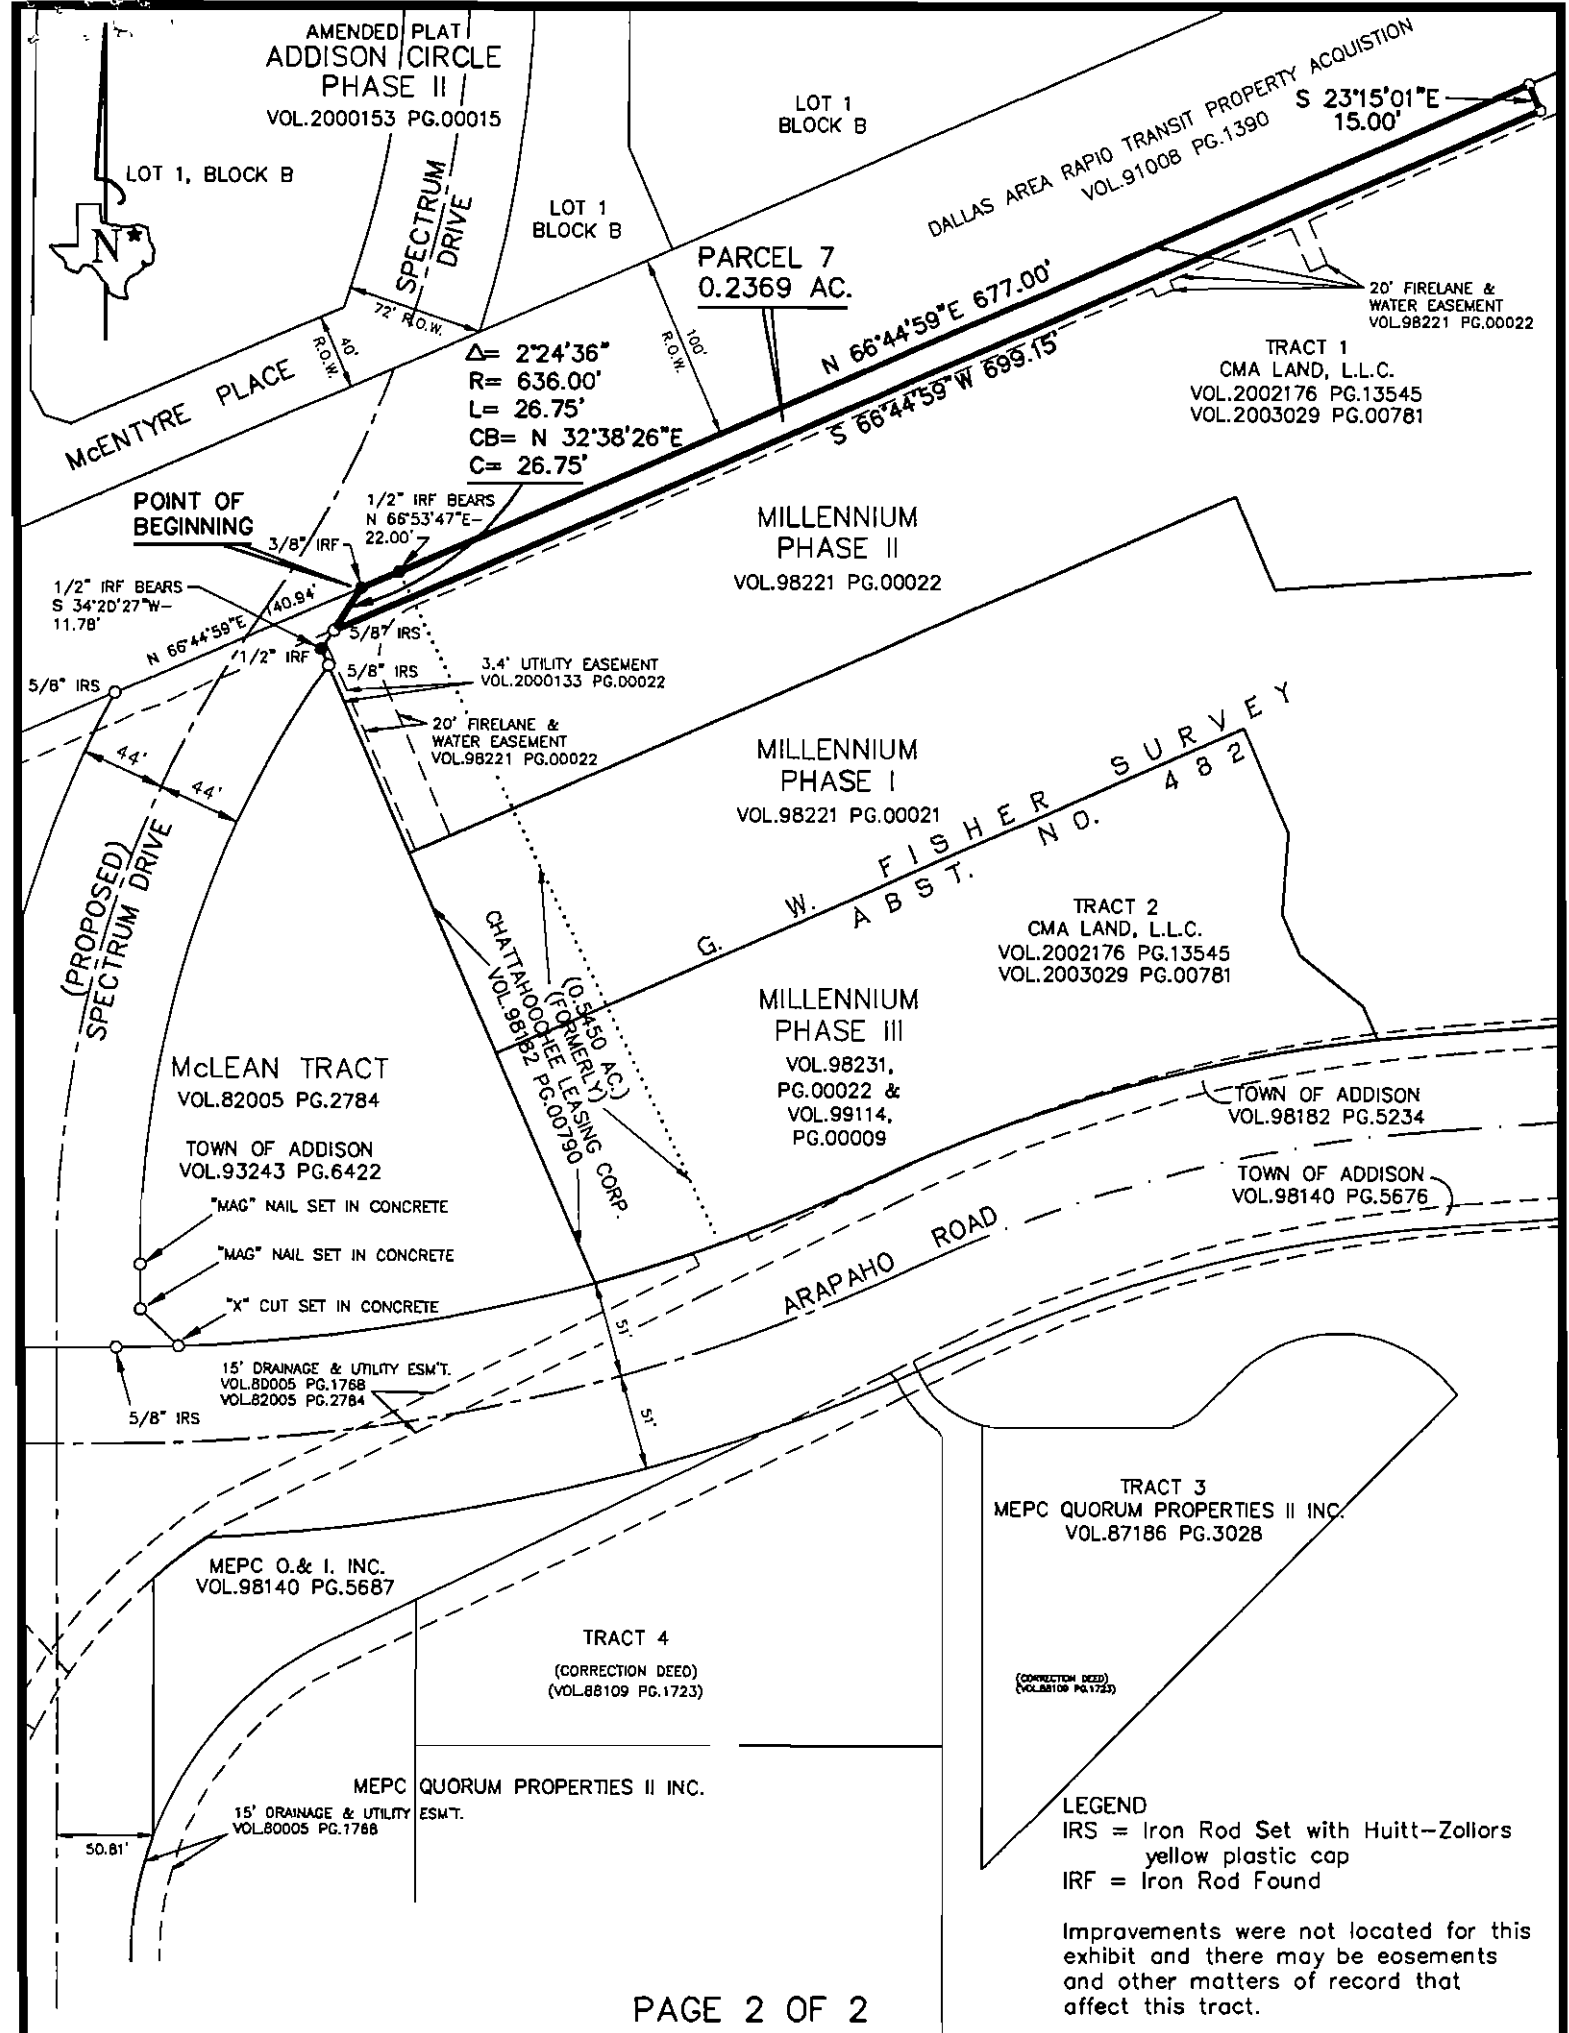 AMENDED PLAT
ADDISON CIRCLE
PHASE II
VOL.2000153 PG.00015
LOT 1, BLOCK B
N
SPECTRUM
DRIVE
LOT 1
BLOCK B
LOT 1
BLOCK B
DALLAS AREA RAPIO TRANSIT PROPERTY ACQUISTION
VOL.91008 PG.1390
S 23°15'01"E
15.00'
PARCEL 7
0.2369 AC.
72' R.O.W.
40'
R.O.W.
100'
R.O.W.
McENTYRE PLACE
Δ= 2°24'36"
R= 636.00'
L= 26.75'
CB= N 32°38'26"E
C= 26.75'
N 66°44'59"E 677.00'
S 66°44'59"W 699.15'
20' FIRELANE &
WATER EASEMENT
VOL.98221 PG.00022
TRACT 1
CMA LAND, L.L.C.
VOL.2002176 PG.13545
VOL.2003029 PG.00781
POINT OF
BEGINNING
1/2" IRF BEARS
N 66°53'47"E-
22.00'
3/8" IRF
1/2" IRF BEARS
S 34°20'27"W-
11.78'
N 66°44'59"E 140.94'
5/8" IRS
1/2" IRF
5/8" IRS
5/8" IRS
MILLENNIUM
PHASE II
VOL.98221 PG.00022
3.4' UTILITY EASEMENT
VOL.2000133 PG.00022
20' FIRELANE &
WATER EASEMENT
VOL.98221 PG.00022
44'
44'
MILLENNIUM
PHASE I
VOL.98221 PG.00021
G. W. FISHER SURVEY
ABST. NO. 482
(PROPOSED)
SPECTRUM DRIVE
CHATTAHOOCHEE LEASING CORP.
VOL.98182 PG.00790
(FORMERLY)
(0.5450 AC.)
TRACT 2
CMA LAND, L.L.C.
VOL.2002176 PG.13545
VOL.2003029 PG.00781
MILLENNIUM
PHASE III
VOL.98231,
PG.00022 &
VOL.99114,
PG.00009
McLEAN TRACT
VOL.82005 PG.2784
TOWN OF ADDISON
VOL.93243 PG.6422
"MAG" NAIL SET IN CONCRETE
"MAG" NAIL SET IN CONCRETE
"X" CUT SET IN CONCRETE
TOWN OF ADDISON
VOL.98182 PG.5234
TOWN OF ADDISON
VOL.98140 PG.5676
ARAPAHO ROAD
51'
51'
15' DRAINAGE & UTILITY ESM'T.
VOL.80005 PG.1768
VOL.82005 PG.2784
5/8" IRS
TRACT 3
MEPC QUORUM PROPERTIES II INC.
VOL.87186 PG.3028
MEPC O.& I. INC.
VOL.98140 PG.5687
TRACT 4
(CORRECTION DEED)
(VOL.88109 PG.1723)
(CORRECTION DEED)
(VOL.88109 PG.1723)
MEPC QUORUM PROPERTIES II INC.
15' DRAINAGE & UTILITY ESM'T.
VOL.80005 PG.1768
50.81'
LEGEND
IRS = Iron Rod Set with Huitt-Zollors
yellow plastic cap
IRF = Iron Rod Found
Improvements were not located for this
exhibit and there may be easements
and other matters of record that
affect this tract.
PAGE 2 OF 2